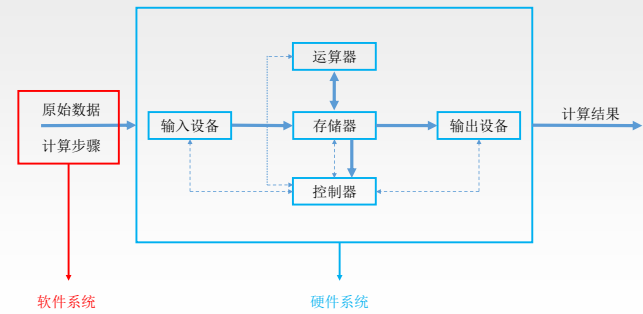 运算器
原始数据
计算步骤
输入设备
存储器
输出设备
计算结果
控制器
软件系统
硬件系统